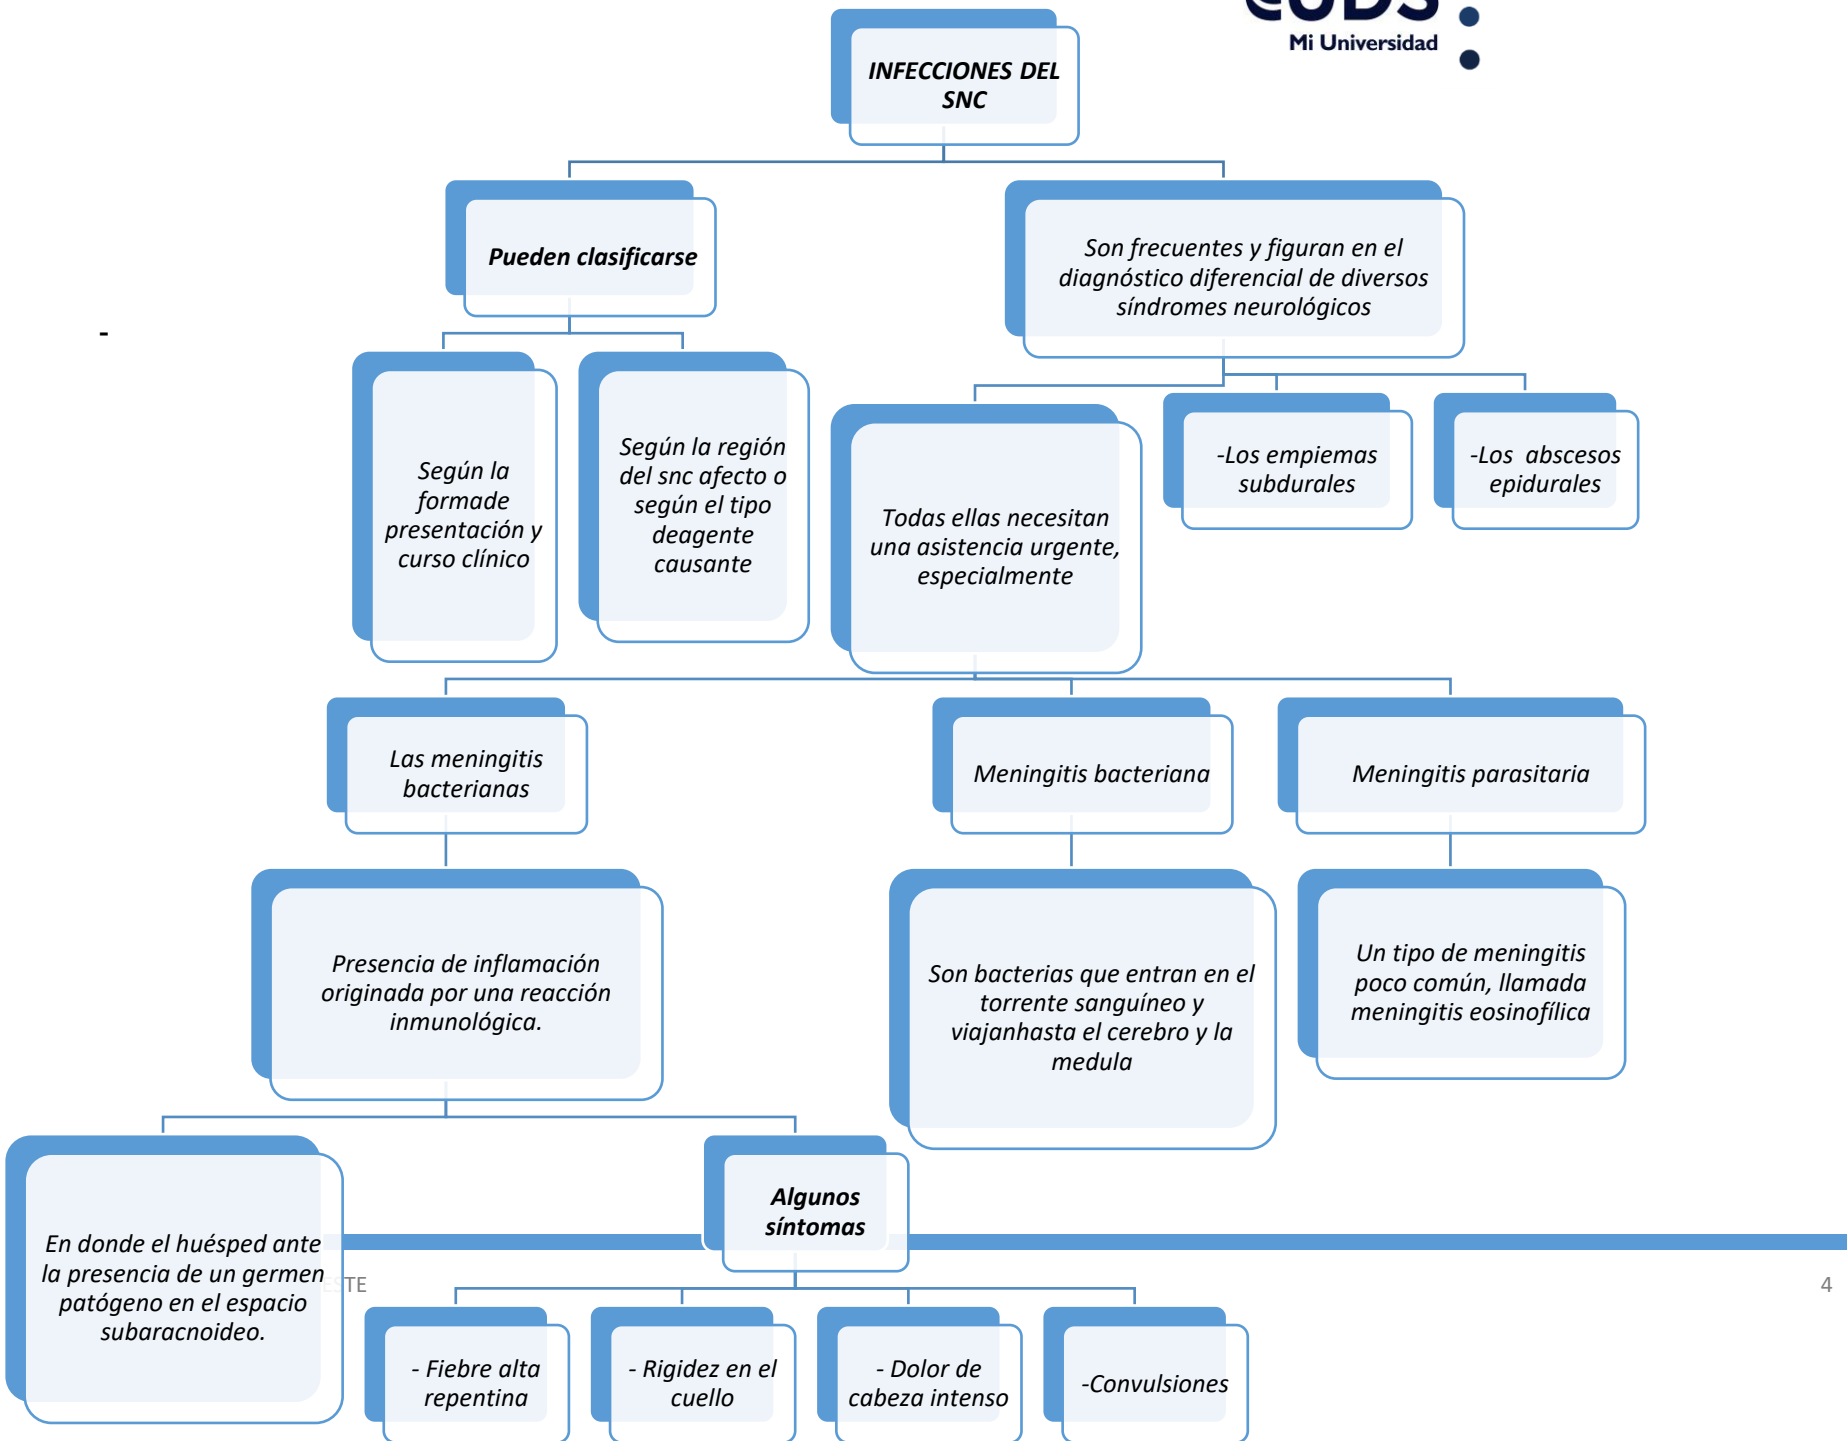 Mi Universidad
INFECCIONES DEL
SNC
Pueden clasificarse
Son frecuentes y figuran en el
diagnóstico diferencial de diversos
síndromes neurológicos
-
Según la
formade
presentación y
curso clínico
Según la región
del snc afecto o
según el tipo
deagente
causante
Todas ellas necesitan
una asistencia urgente,
especialmente
-Los empiemas
subdurales
-Los abscesos
epidurales
Las meningitis
bacterianas
Meningitis bacteriana
Meningitis parasitaria
Presencia de inflamación
originada por una reacción
inmunológica.
Son bacterias que entran en el
torrente sanguíneo y
viajanhasta el cerebro y la
medula
Un tipo de meningitis
poco común, llamada
meningitis eosinofílica
En donde el huésped ante
la presencia de un germen
patógeno en el espacio
subaracnoideo.
Algunos
síntomas
4
- Fiebre alta
repentina
- Rigidez en el
cuello
- Dolor de
cabeza intenso
-Convulsiones